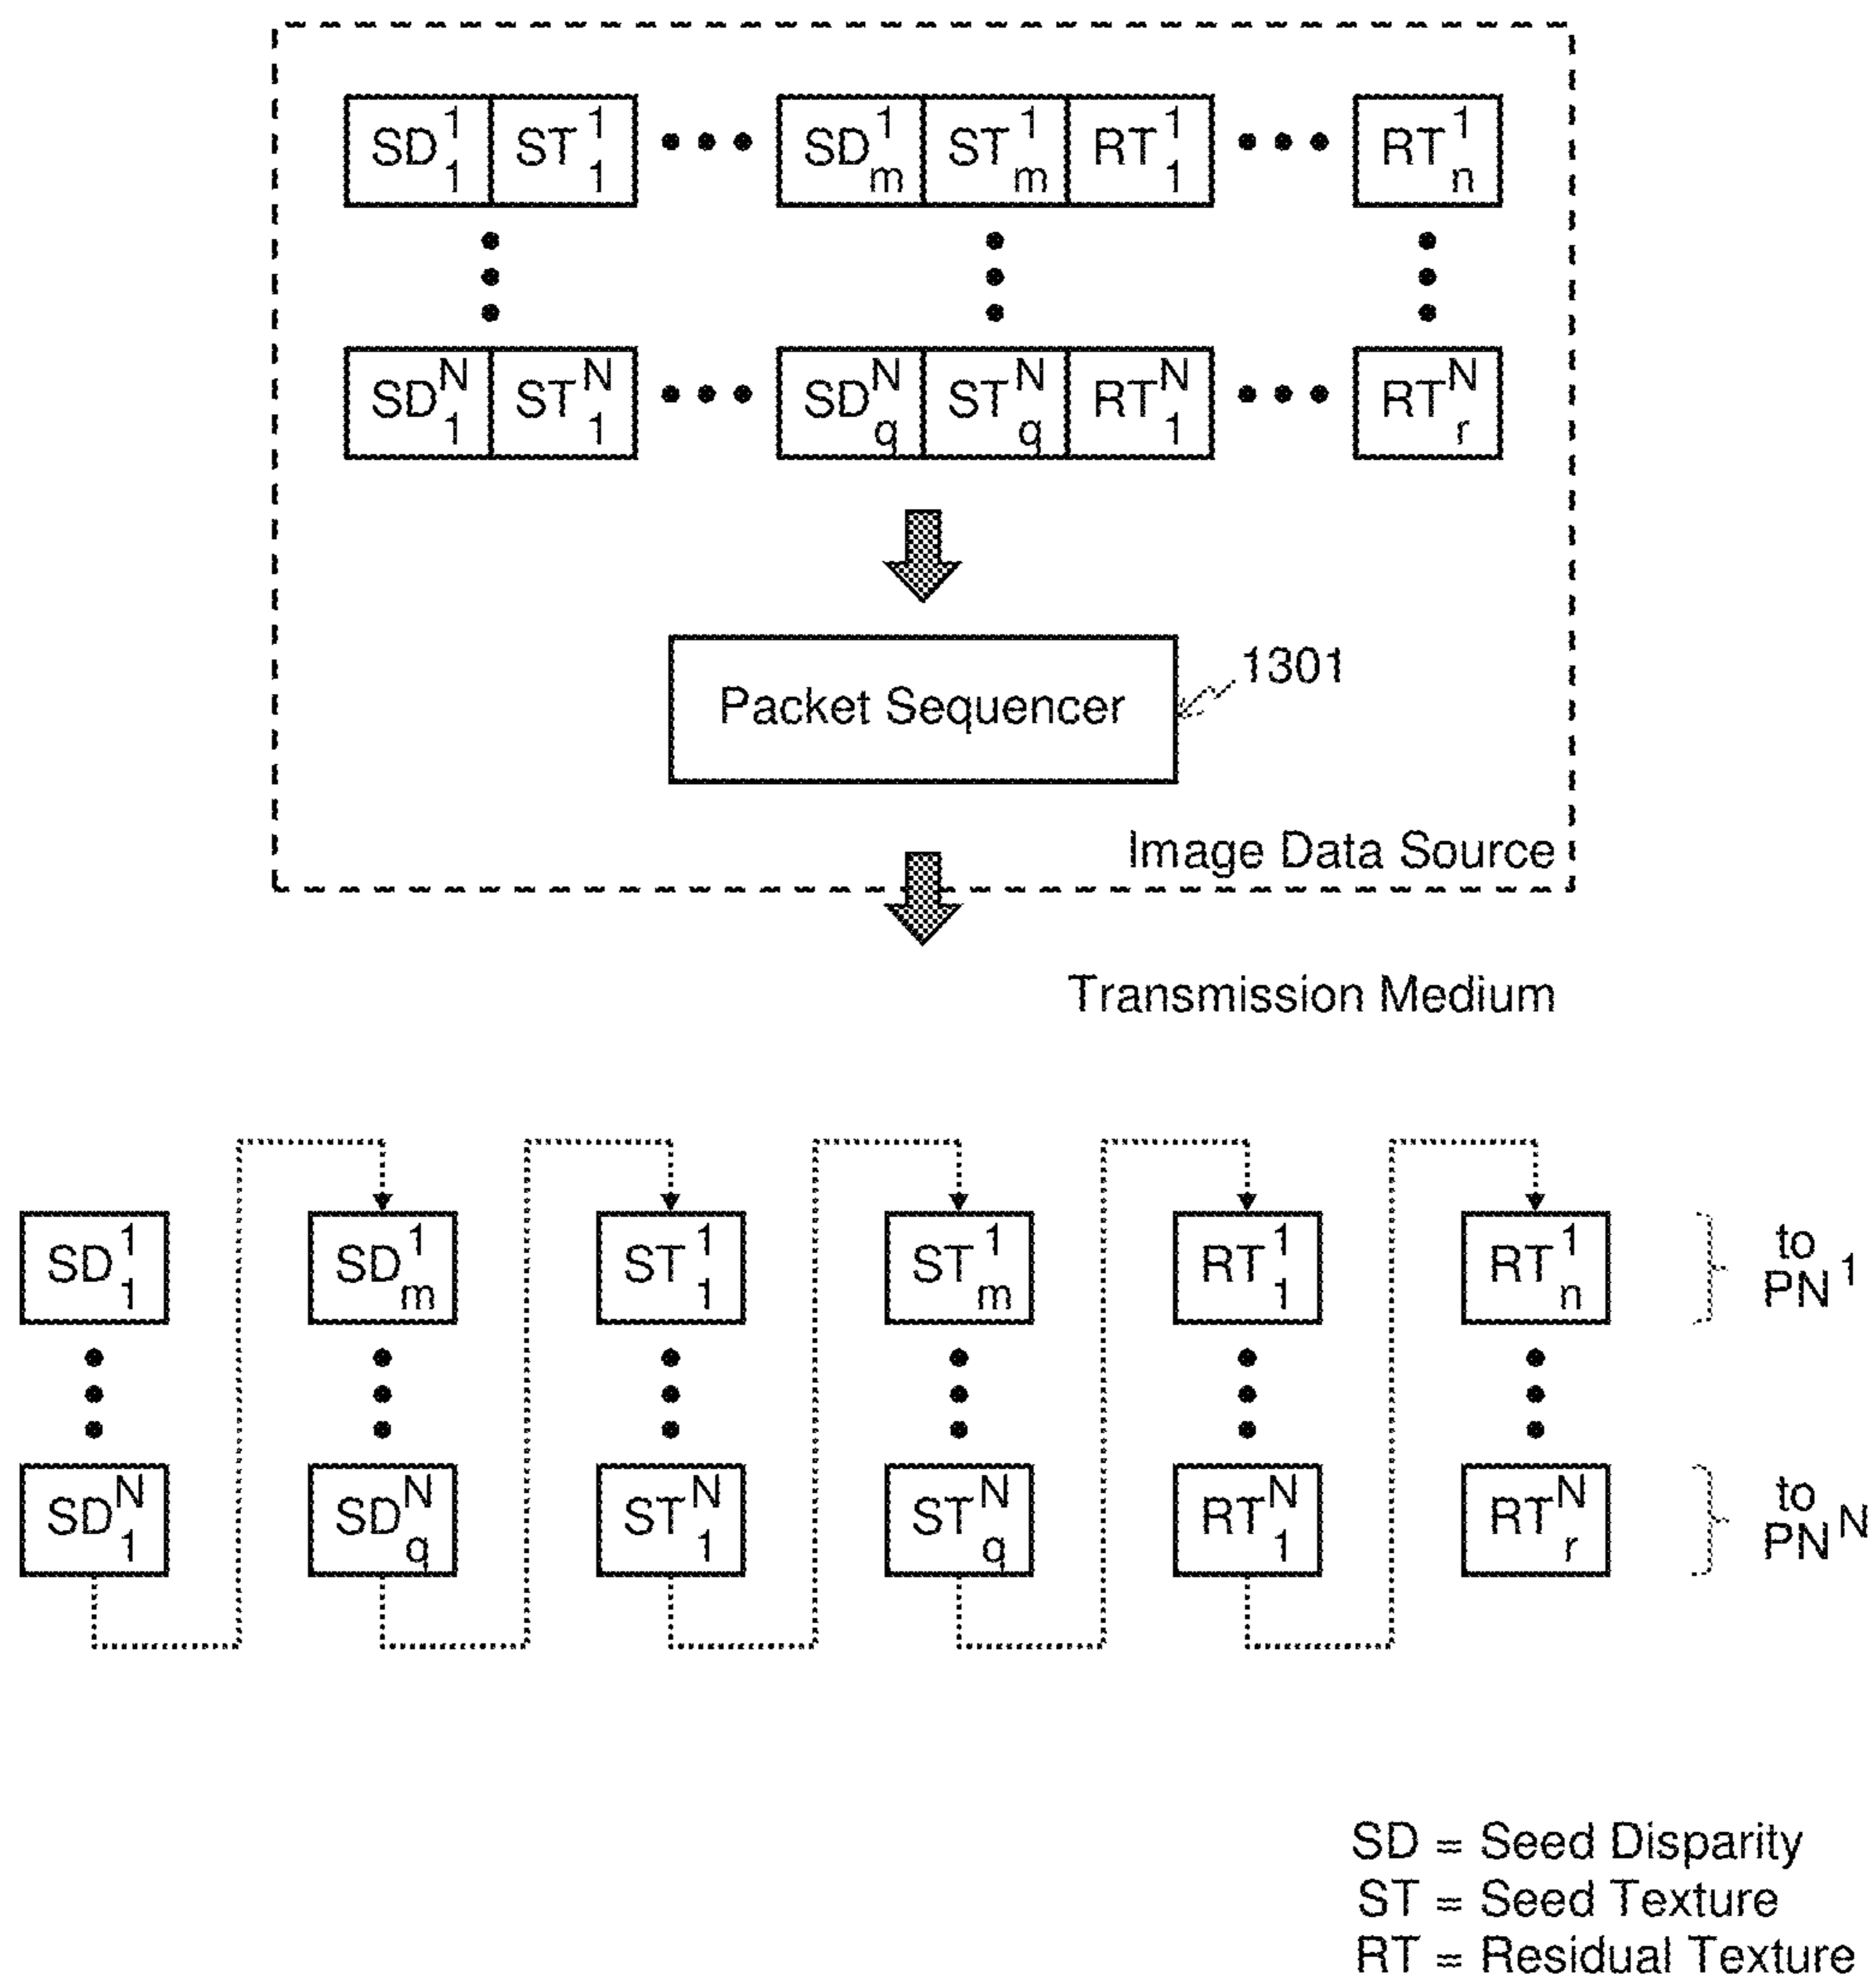 SD¹₁ ST¹₁ ••• SD¹ₘ ST¹ₘ RT¹₁ ••• RT¹ₙ
SDᴺ₁ STᴺ₁ ••• SDᴺq STᴺq RTᴺ₁ ••• RTᴺᵣ
Packet Sequencer
1301
Image Data Source
Transmission Medium
SD¹₁ SD¹ₘ ST¹₁ ST¹ₘ RT¹₁ RT¹ₙ to PN¹
SDᴺ₁ SDᴺq STᴺ₁ STᴺq RTᴺ₁ RTᴺᵣ to PNᴺ
SD = Seed Disparity
ST = Seed Texture
RT = Residual Texture